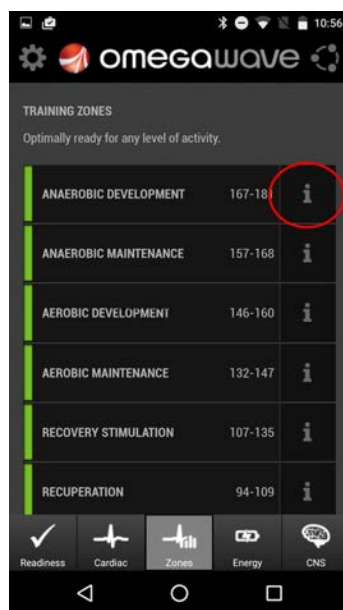 10:56
omegawave
TRAINING ZONES
Optimally ready for any level of activity.
ANAEROBIC DEVELOPMENT 167-181 i
ANAEROBIC MAINTENANCE 157-168 i
AEROBIC DEVELOPMENT 146-160 i
AEROBIC MAINTENANCE 132-147 i
RECOVERY STIMULATION 107-135 i
RECUPERATION 94-109 i
Readiness Cardiac Zones Energy CNS